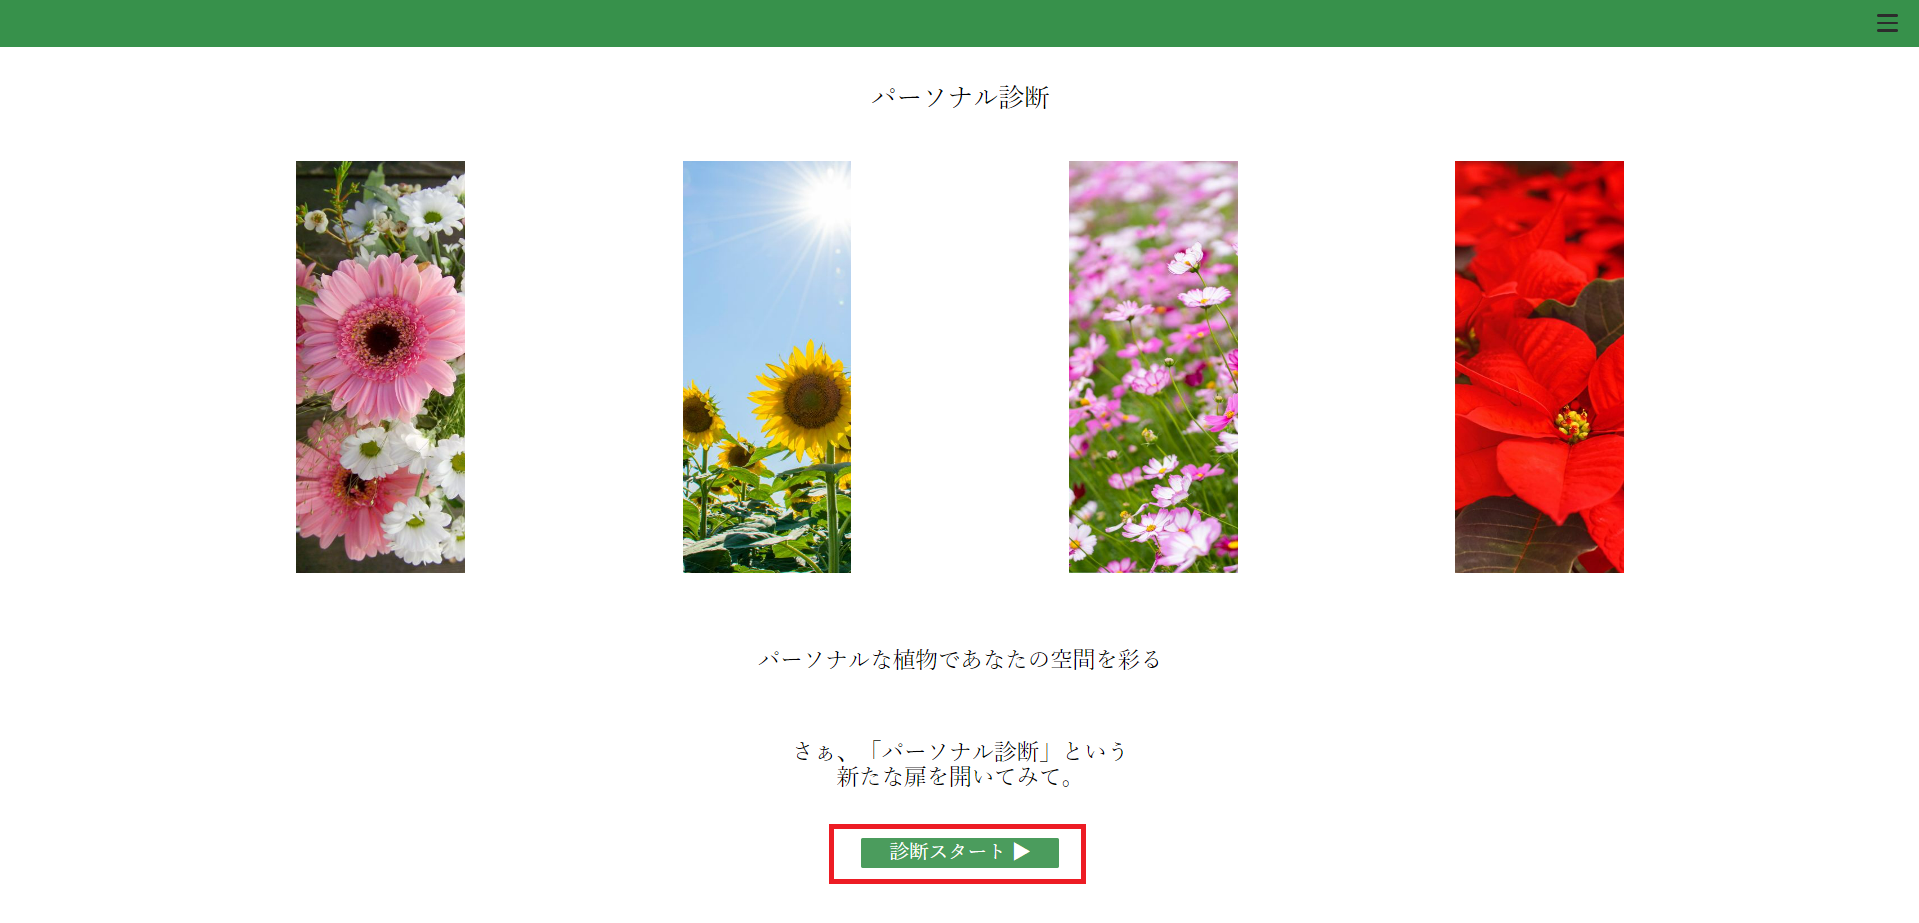 パーソナル診断
パーソナルな植物であなたの空間を彩る
さぁ、「パーソナル診断」という
新たな扉を開いてみて。
診断スタート ▶